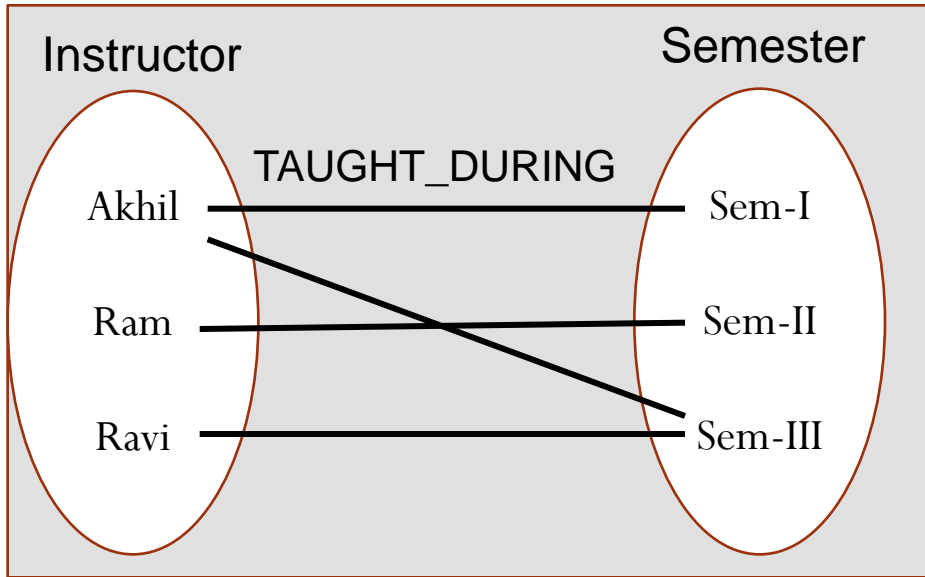 Instructor
Semester
TAUGHT_DURING
Akhil
Sem-I
Ram
Sem-II
Ravi
Sem-III